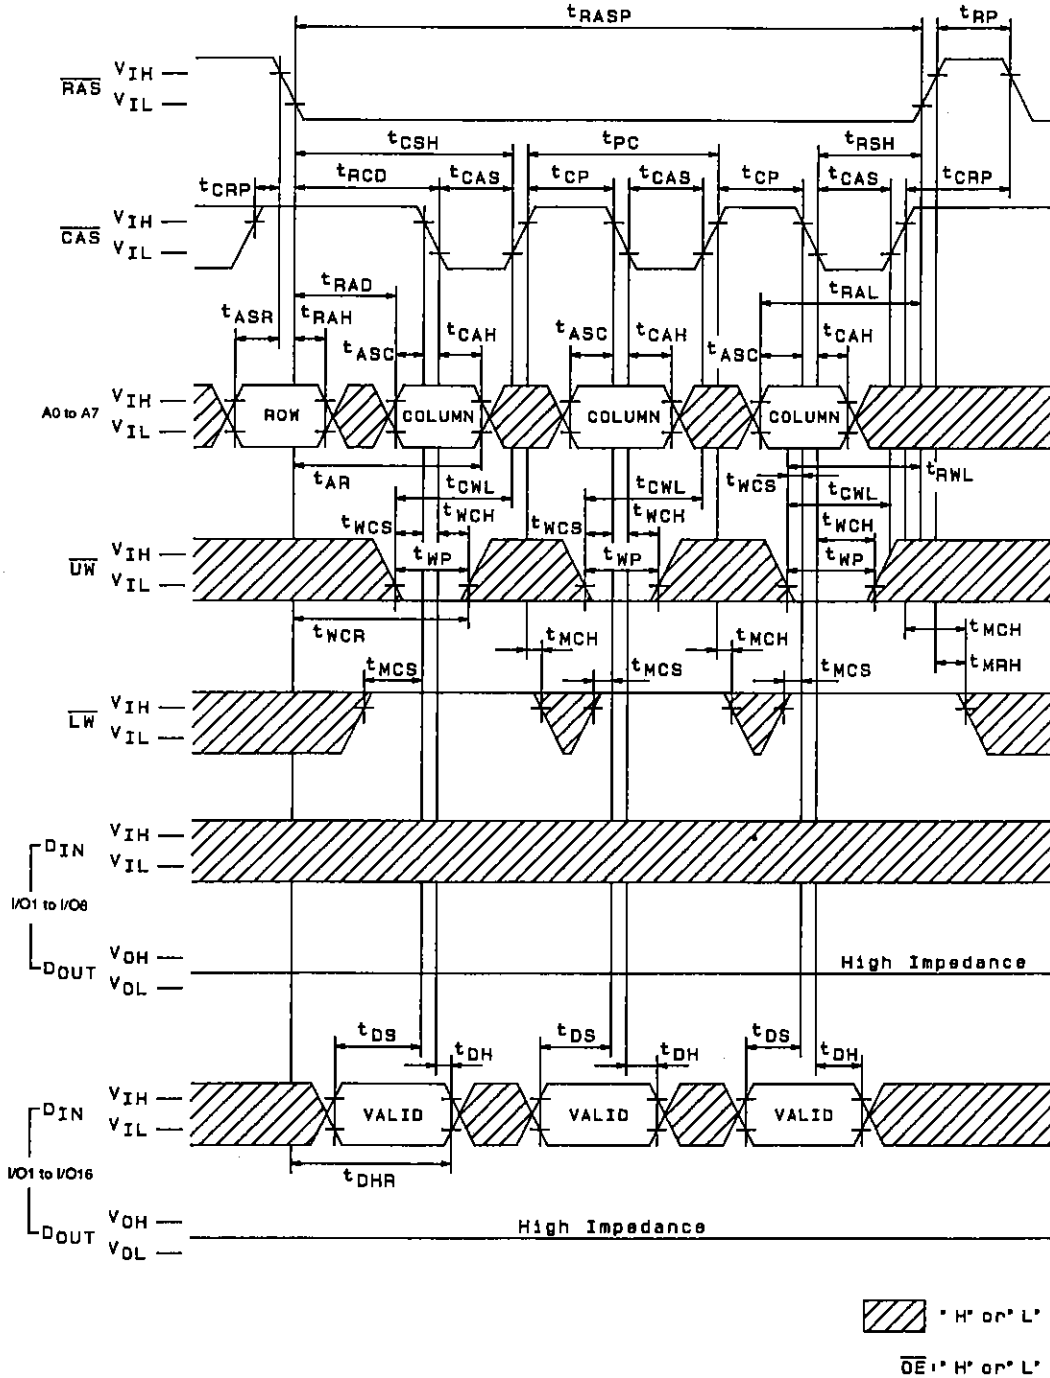 tRASP tRP
RAS VIH
VIL
tCSH tPC tRSH
tCRP tRCD tCAS tCP tCAS tCP tCAS tCRP
CAS VIH
VIL
tRAD tRAL
tASR tRAH tASC tCAH tASC tCAH tASC tCAH
A0 to A7 VIH
VIL
ROW COLUMN COLUMN COLUMN
tAR tCWL tCWL tWCS tRWL
tCWL
tWCS tWCH tWCS tWCH tWCH
UW VIH
VIL
tWP tWP tWP
tWCR tMCH tMCH tMCH
tMCS tMCS tMCS tMRH
LW VIH
VIL
DIN VIH
VIL
I/O1 to I/O8
DOUT VOH
VOL
High Impedance
tDS tDH tDS tDH tDS tDH
DIN VIH
VIL
VALID VALID VALID
I/O1 to I/O16
tDHR
DOUT VOH
VOL
High Impedance
"H" or "L"
OE: "H" or "L"